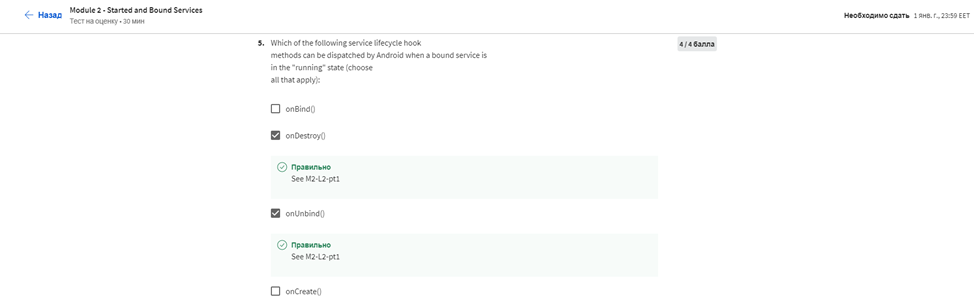 Назад
Module 2 - Started and Bound Services
Тест на оценку • 30 мин
Необходимо сдать 1 янв. г., 23:59 EET
5. Which of the following service lifecycle hook
methods can be dispatched by Android when a bound service is
in the "running" state (choose
all that apply):
4 / 4 балла
onBind()
onDestroy()
Правильно
See M2-L2-pt1
onUnbind()
Правильно
See M2-L2-pt1
onCreate()